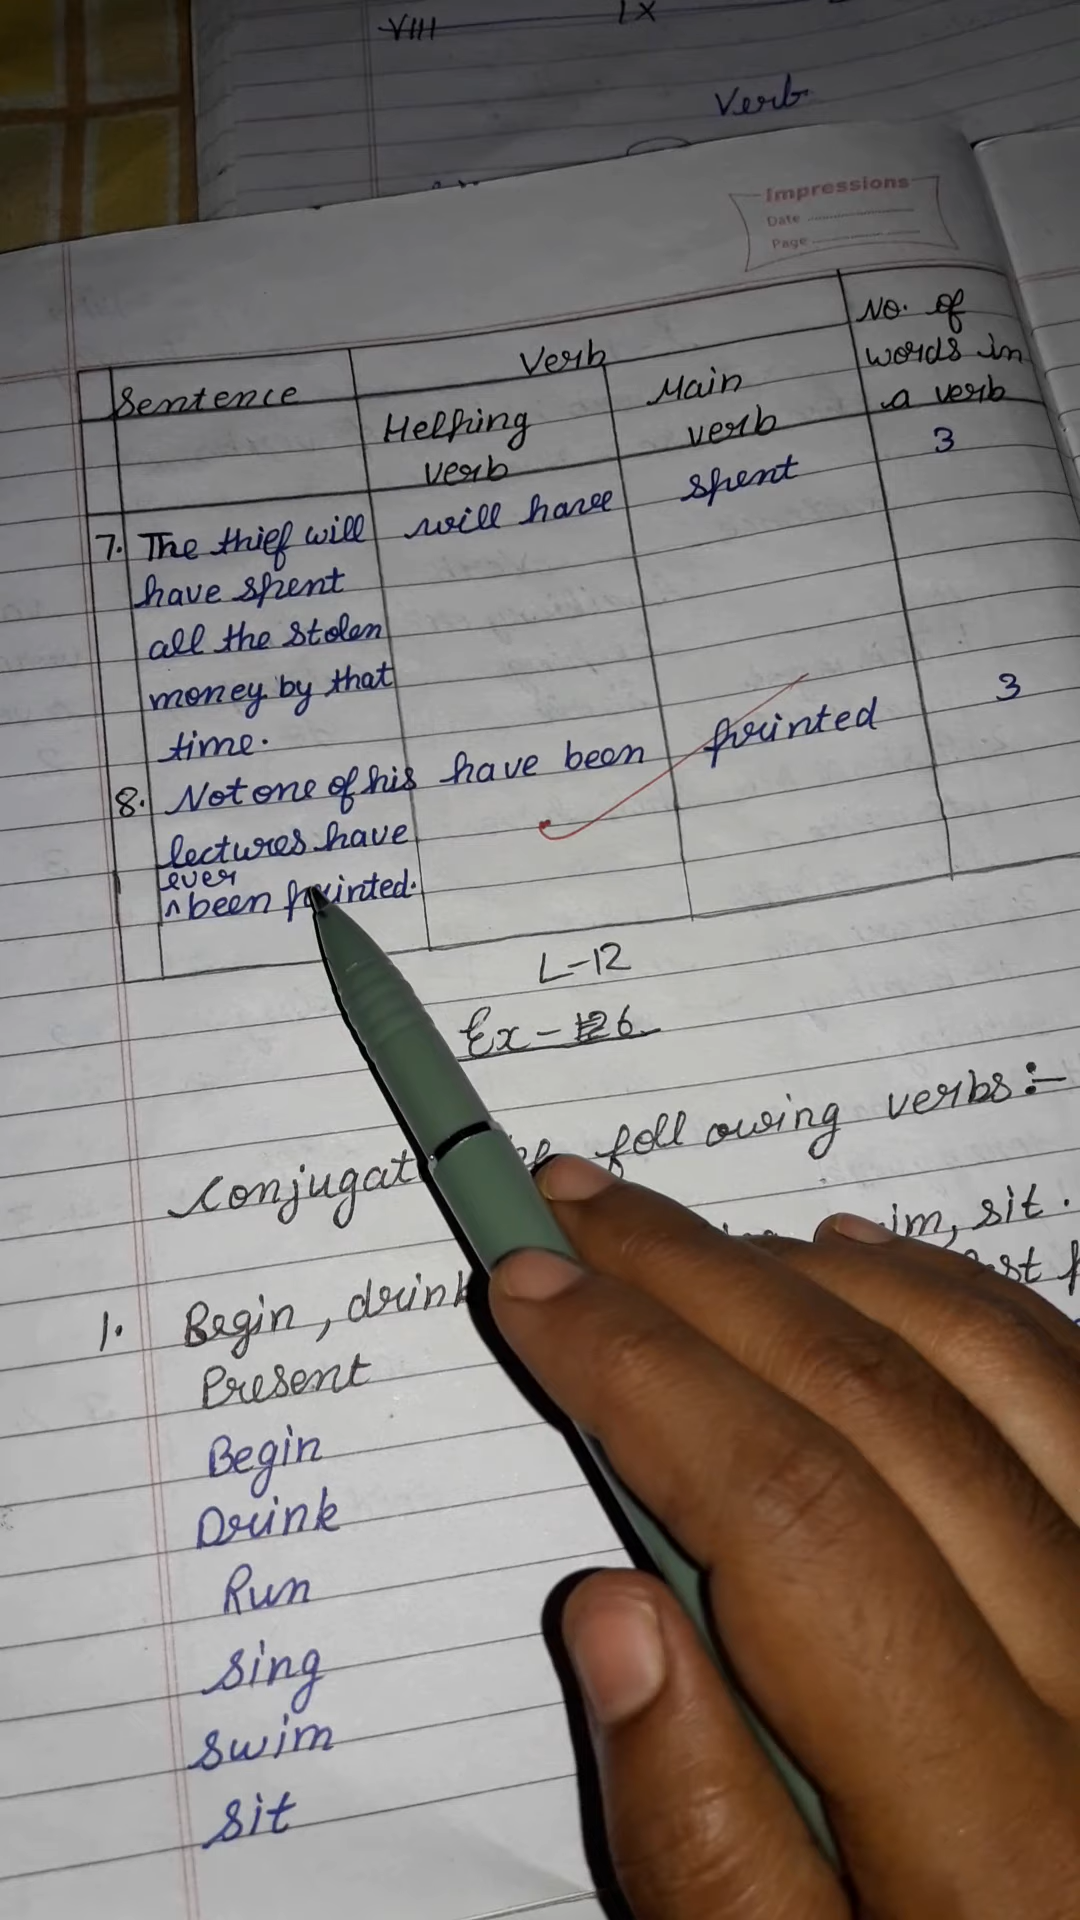 VIII
IX
Verb
Impressions
Date
Page
Sentence
Verb
No. of
words in
a verb
Helping
verb
Main
verb
7. The thief will
have spent
all the stolen
money by that
time.
will have
spent
3
8. Not one of his
lectures have
ever
^ been printed.
have been
printed
3
L-12
Ex - 126
following verbs :-
1. Begin, drink
sit.
Present
Begin
Drink
Run
Sing
Swim
Sit